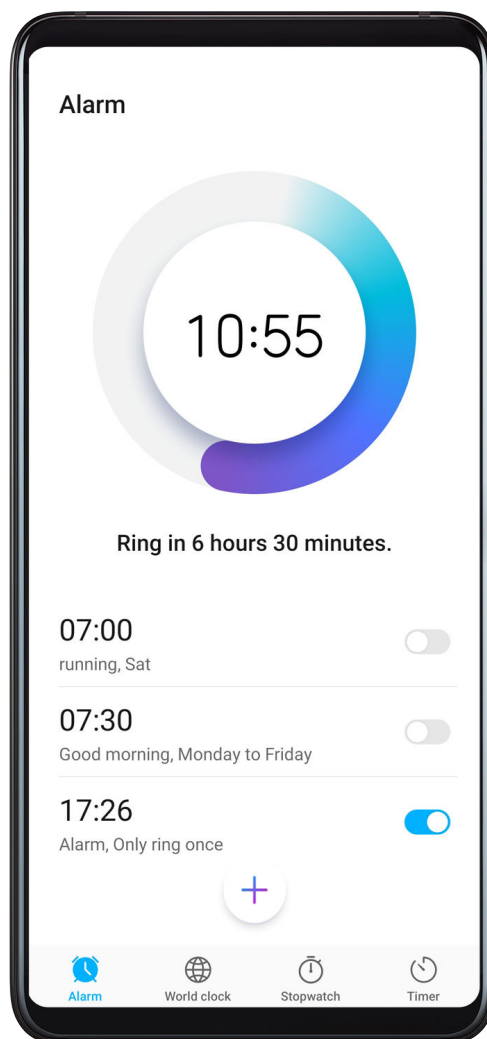 Alarm
10:55
Ring in 6 hours 30 minutes.
07:00
running, Sat
07:30
Good morning, Monday to Friday
17:26
Alarm, Only ring once
Alarm World clock Stopwatch Timer